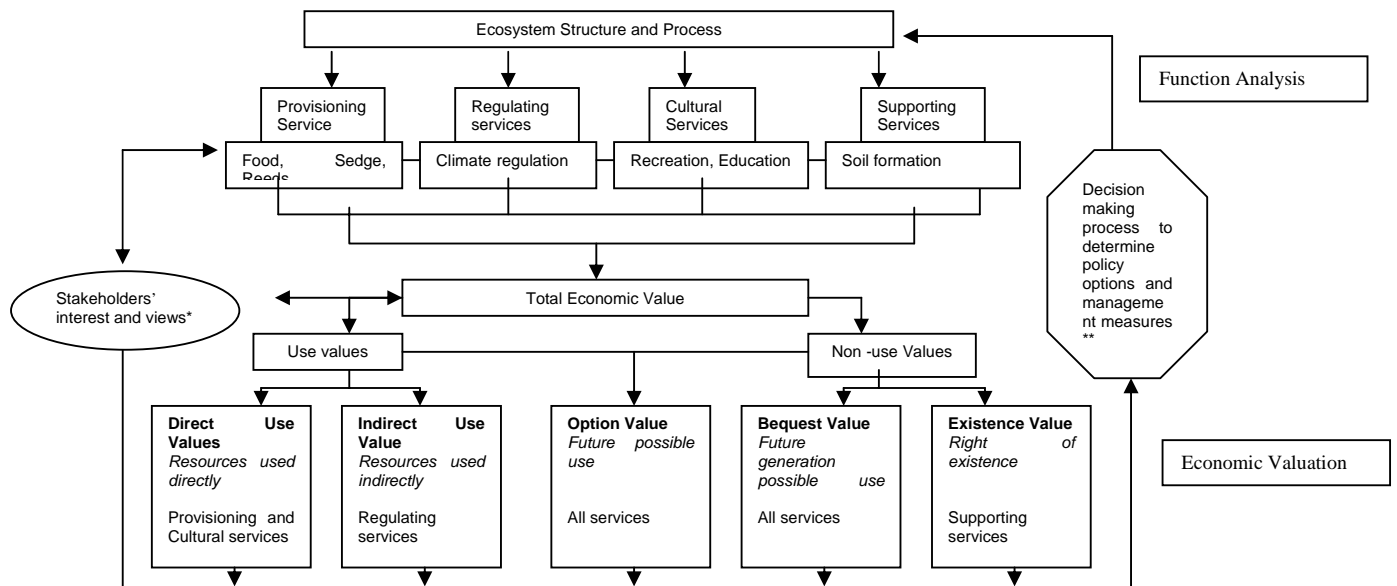 Ecosystem Structure and Process
Function Analysis
Provisioning
Service
Regulating
services
Cultural
Services
Supporting
Services
Food, Sedge,
Reeds
Climate regulation
Recreation, Education
Soil formation
Decision
making
process to
determine
policy
options and
manageme
nt measures
**
Stakeholders'
interest and views*
Total Economic Value
Use values
Non -use Values
Direct Use
Values
Resources used
directly
Provisioning and
Cultural services
Indirect Use
Value
Resources used
indirectly
Regulating
services
Option Value
Future possible
use
All services
Bequest Value
Future
generation
possible use
All services
Existence Value
Right of
existence
Supporting
services
Economic Valuation